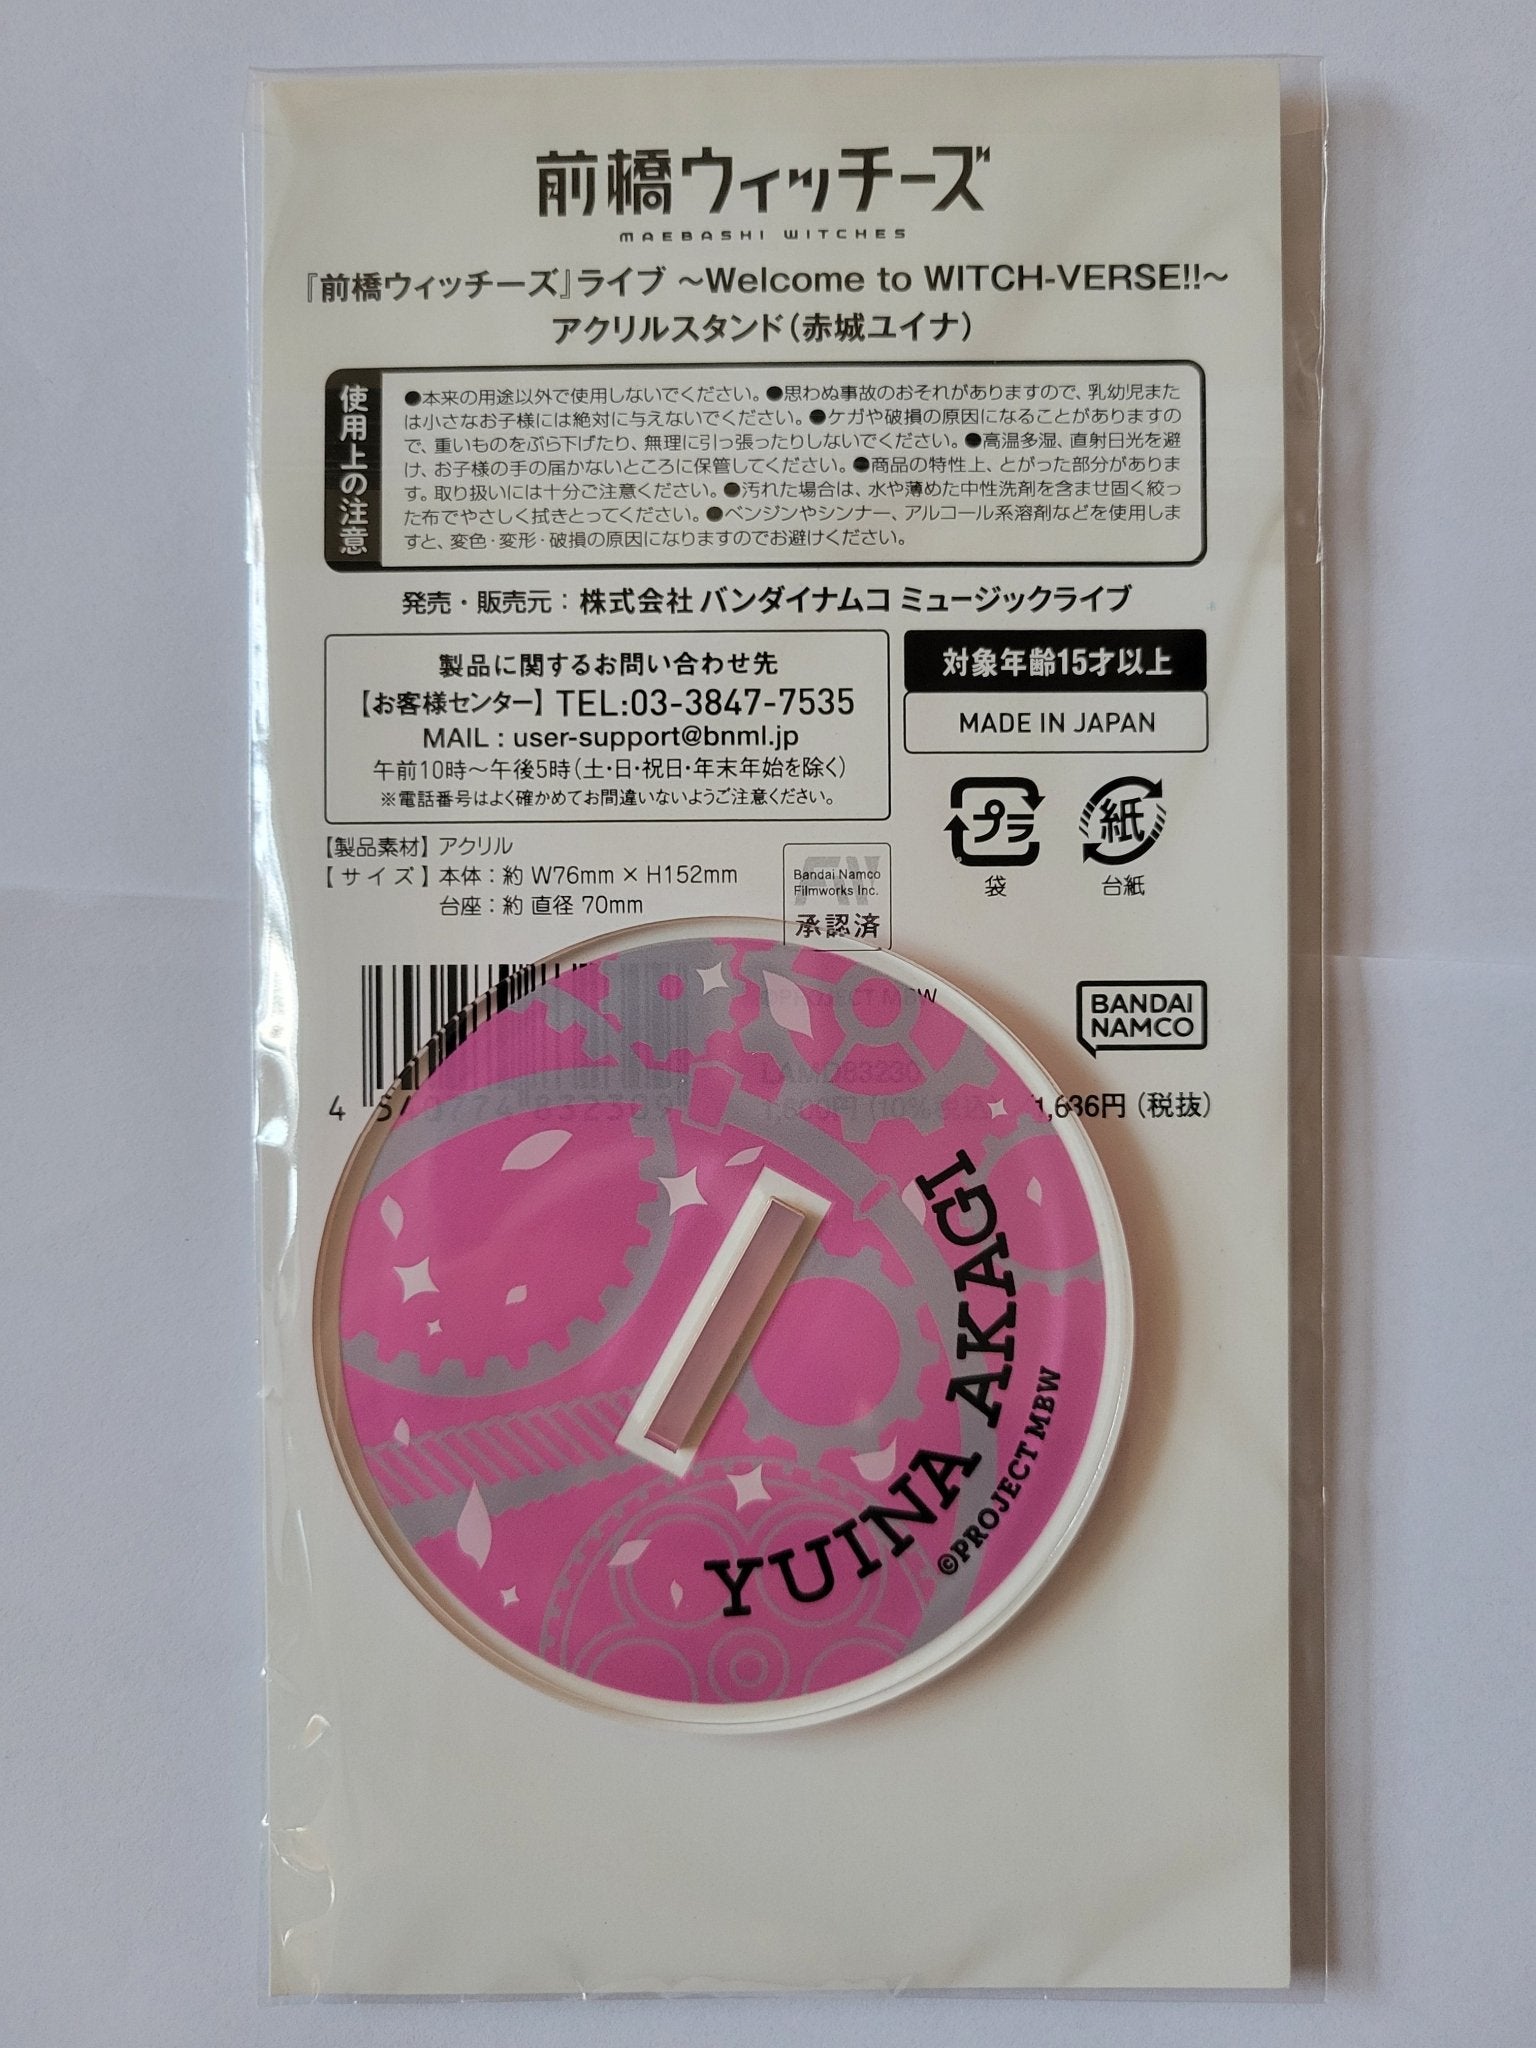 前橋ウィッチーズ
MAEBASHI WITCHES
『前橋ウィッチーズ』ライブ ～Welcome to WITCH-VERSE!!～
アクリルスタンド(赤城ユイナ)
使用上の注意
●本来の用途以外で使用しないでください。●思わぬ事故のおそれがありますので、乳幼児また
は小さなお子様には絶対に与えないでください。●ケガや破損の原因になることがありますの
で、重いものをぶら下げたり、無理に引っ張ったりしないでください。●高温多湿、直射日光を避
け、お子様の手の届かないところに保管してください。●商品の特性上、とがった部分がありま
す。取り扱いには十分ご注意ください。●汚れた場合は、水や薄めた中性洗剤を含ませ固く絞っ
た布でやさしく拭きとってください。●ベンジンやシンナー、アルコール系溶剤などを使用しま
すと、変色・変形・破損の原因になりますのでお避けください。
発売・販売元：株式会社 バンダイナムコ ミュージックライブ
製品に関するお問い合わせ先
【お客様センター】TEL:03-3847-7535
MAIL : user-support@bnml.jp
午前10時～午後5時(土・日・祝日・年末年始を除く)
※電話番号はよく確かめてお間違いないようご注意ください。
対象年齢15才以上
MADE IN JAPAN
プラ
袋
紙
台紙
【製品素材】アクリル
【サイズ】本体：約 W76mm × H152mm
台座：約 直径 70mm
Bandai Namco
Filmworks Inc.
承認済
BANDAI
NAMCO
PROJECT MBW
LAMD83230
1,636円(税抜)
YUINA AKAGI
©PROJECT MBW